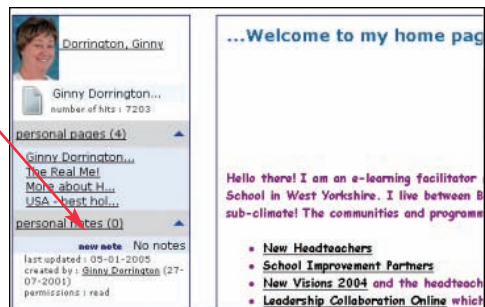 Dorrington, Ginny
Ginny Dorrington...
number of hits : 7203
personal pages (4)
Ginny Dorrington...
The Real Me!
More about H...
USA - best hol...
personal notes (0)
new note No notes
last updated : 05-01-2005
created by : Ginny Dorrington (27-
07-2001)
permissions : read
...Welcome to my home pag
Hello there! I am an e-learning facilitator
School in West Yorkshire. I live between B
sub-climate! The communities and programm
• New Headteachers
• School Improvement Partners
• New Visions 2004 and the headteach
• Leadership Collaboration Online which